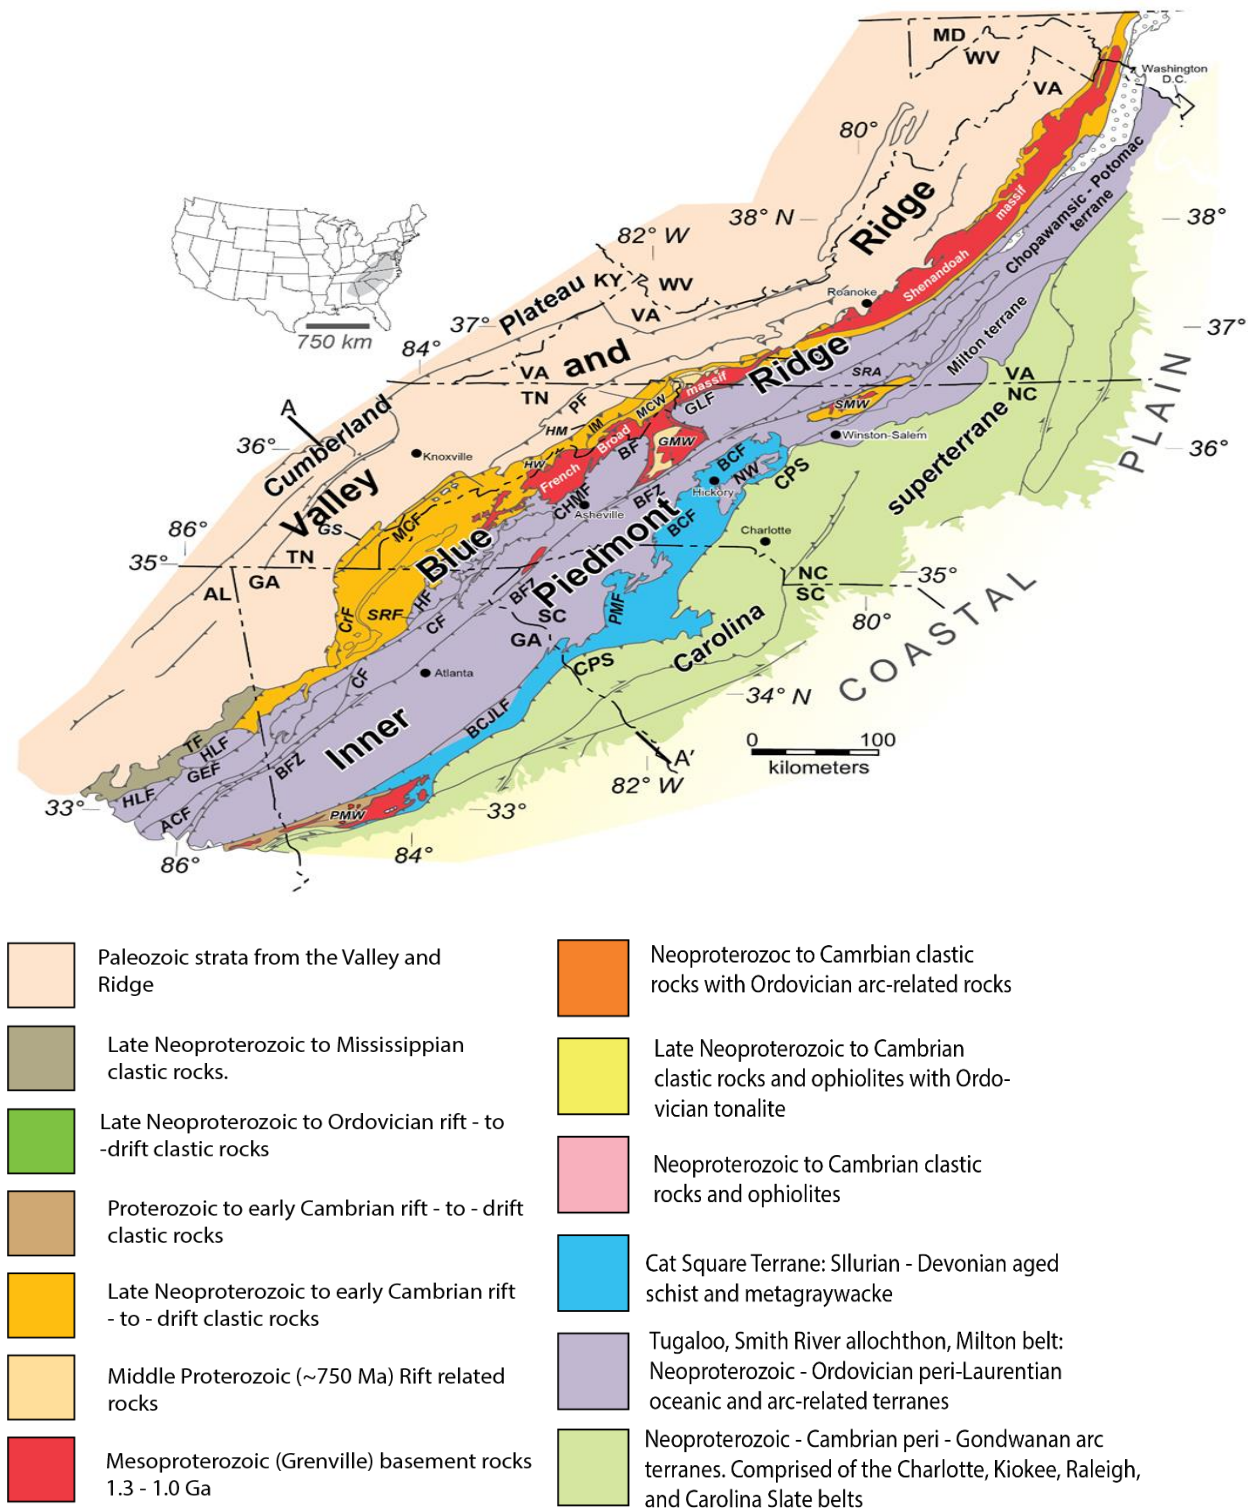 MD
WV
Washington
D.C.
VA
80°
38° N
38°
82° W
Ridge
massif
Chopawamsic - Potomac
terrane
KY
WV
Plateau
VA
Shenandoah
Roanoke
750 km
37°
37°
84°
and
Ridge
Milton terrane
VA
TN
massif
SRA
VA
NC
PLAIN
A
PF
MCW
GLF
SMW
Cumberland
HM
IM
36°
Knoxville
Broad
BF
GMW
Winston-Salem
36°
superterrane
Valley
HW
French
BCF
NW
CPS
Hickory
86°
GS
MCF
CHMF
BFZ
Asheville
BCF
Charlotte
Blue
Piedmont
35°
TN
AL
GA
BFZ
NC
SC
35°
CrF
SRF
HF
CF
SC
GA
PMF
80°
COASTAL
Carolina
CPS
Atlanta
CF
34° N
Inner
BCJLF
TF
HLF
GEF
BFZ
A'
0 100
kilometers
82° W
33°
HLF
ACF
PMW
33°
86°
84°
Paleozoic strata from the Valley and
Ridge
Late Neoproterozoic to Mississippian
clastic rocks.
Late Neoproterozoic to Ordovician rift - to
-drift clastic rocks
Proterozoic to early Cambrian rift - to - drift
clastic rocks
Late Neoproterozoic to early Cambrian rift
- to - drift clastic rocks
Middle Proterozoic (~750 Ma) Rift related
rocks
Mesoproterozoic (Grenville) basement rocks
1.3 - 1.0 Ga
Neoproterozoc to Camrbian clastic
rocks with Ordovician arc-related rocks
Late Neoproterozoic to Cambrian
clastic rocks and ophiolites with Ordo-
vician tonalite
Neoproterozoic to Cambrian clastic
rocks and ophiolites
Cat Square Terrane: SIlurian - Devonian aged
schist and metagraywacke
Tugaloo, Smith River allochthon, Milton belt:
Neoproterozoic - Ordovician peri-Laurentian
oceanic and arc-related terranes
Neoproterozoic - Cambrian peri - Gondwanan arc
terranes. Comprised of the Charlotte, Kiokee, Raleigh,
and Carolina Slate belts